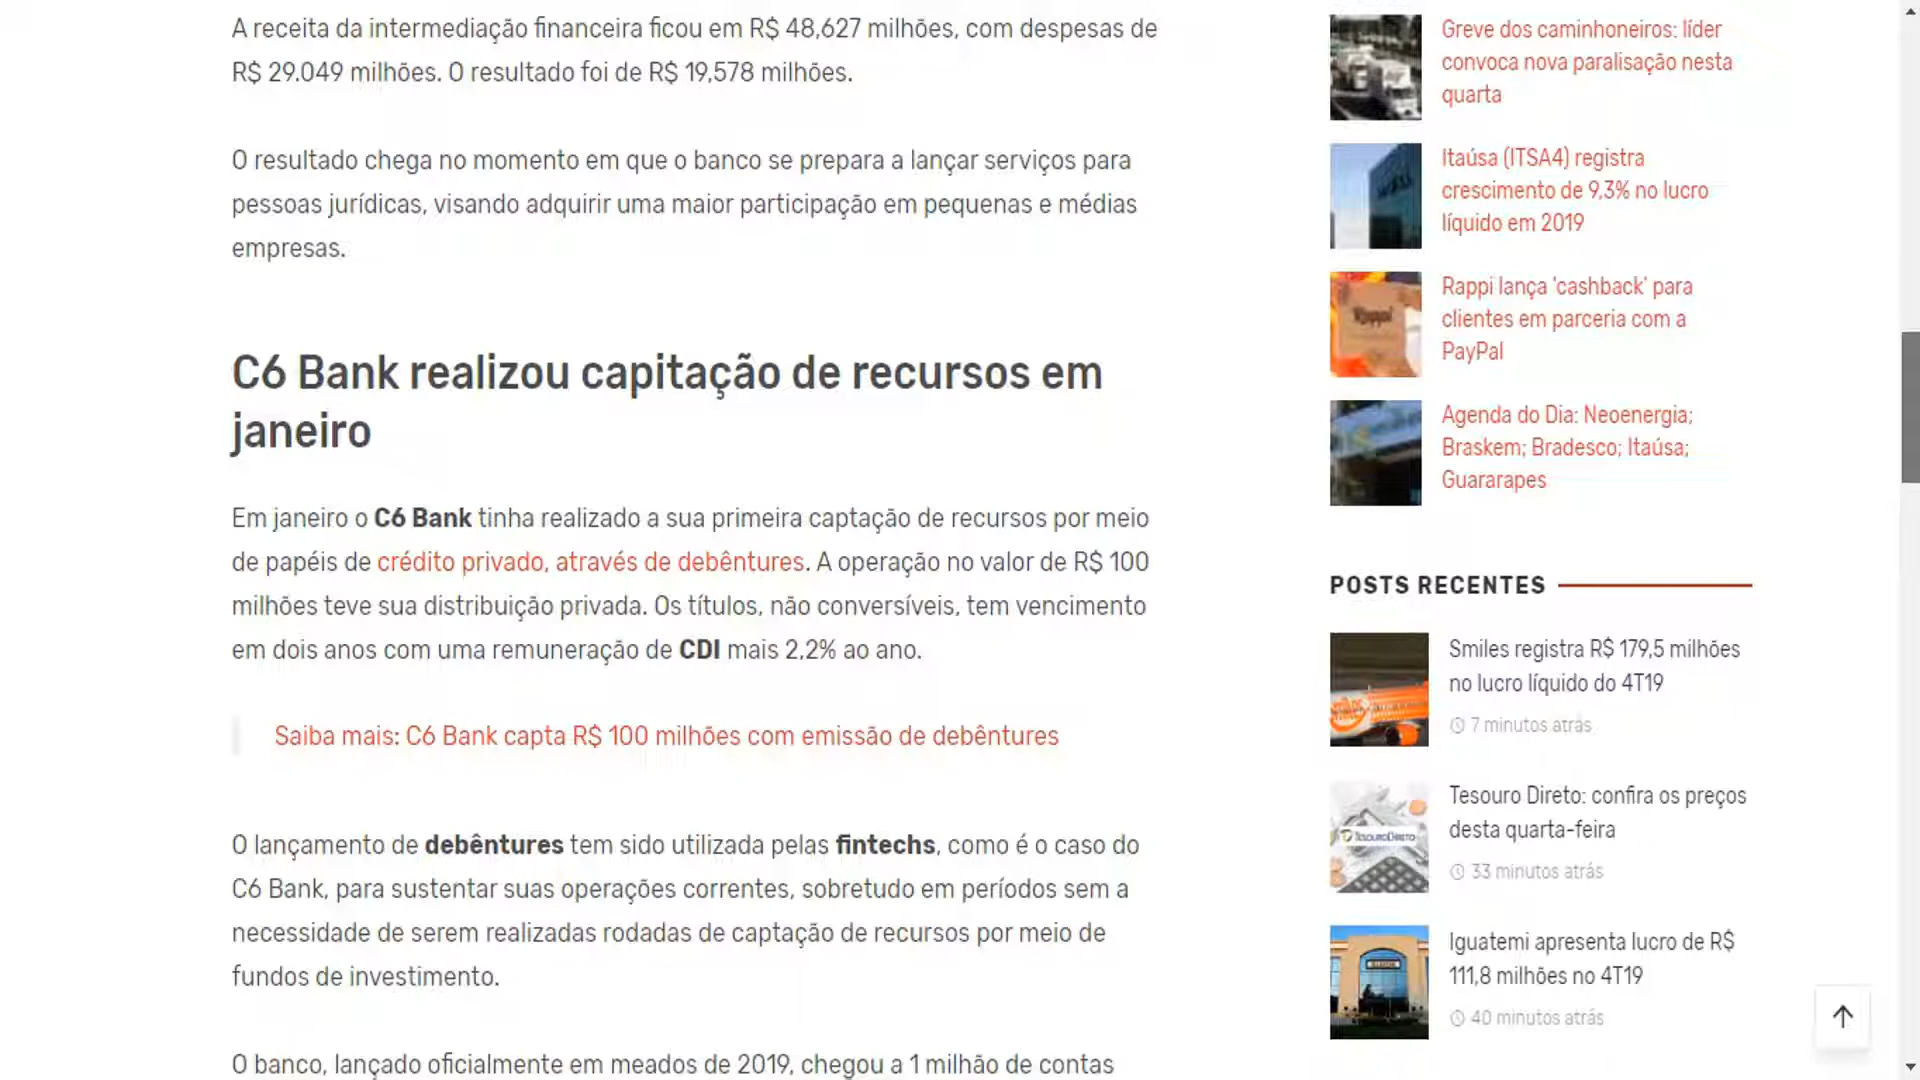 A receita da intermediação financeira ficou em R$ 48,627 milhões, com despesas de
R$ 29.049 milhões. O resultado foi de R$ 19,578 milhões.
O resultado chega no momento em que o banco se prepara a lançar serviços para
pessoas jurídicas, visando adquirir uma maior participação em pequenas e médias
empresas.
C6 Bank realizou capitação de recursos em
janeiro
Em janeiro o C6 Bank tinha realizado a sua primeira captação de recursos por meio
de papéis de crédito privado, através de debêntures. A operação no valor de R$ 100
milhões teve sua distribuição privada. Os títulos, não conversíveis, tem vencimento
em dois anos com uma remuneração de CDI mais 2,2% ao ano.
Saiba mais: C6 Bank capta R$ 100 milhões com emissão de debêntures
O lançamento de debêntures tem sido utilizada pelas fintechs, como é o caso do
C6 Bank, para sustentar suas operações correntes, sobretudo em períodos sem a
necessidade de serem realizadas rodadas de captação de recursos por meio de
fundos de investimento.
O banco, lançado oficialmente em meados de 2019, chegou a 1 milhão de contas
Greve dos caminhoneiros: líder
convoca nova paralisação nesta
quarta
Itaúsa (ITSA4) registra
crescimento de 9,3% no lucro
líquido em 2019
Rappi
Rappi lança 'cashback' para
clientes em parceria com a
PayPal
Agenda do Dia: Neoenergia;
Braskem; Bradesco; Itaúsa;
Guararapes
POSTS RECENTES
Smiles registra R$ 179,5 milhões
no lucro líquido do 4T19
7 minutos atrás
TESOURODIRETO
Tesouro Direto: confira os preços
desta quarta-feira
33 minutos atrás
Iguatemi apresenta lucro de R$
111,8 milhões no 4T19
40 minutos atrás